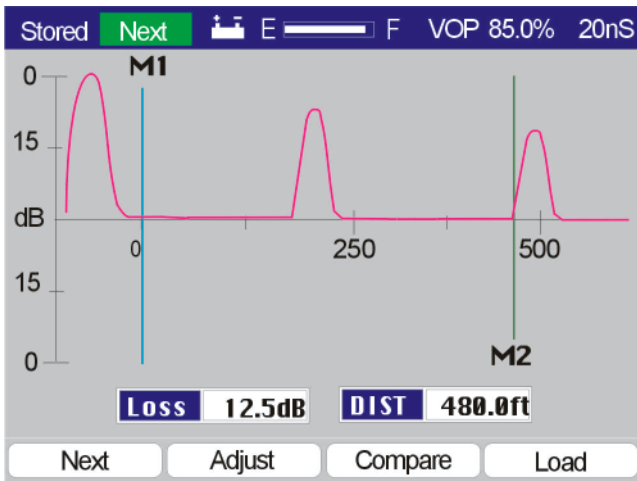 Stored Next E F VOP 85.0% 20nS
M1
0
15
dB
0 250 500
15
M2
0
Loss 12.5dB DIST 480.0ft
Next Adjust Compare Load